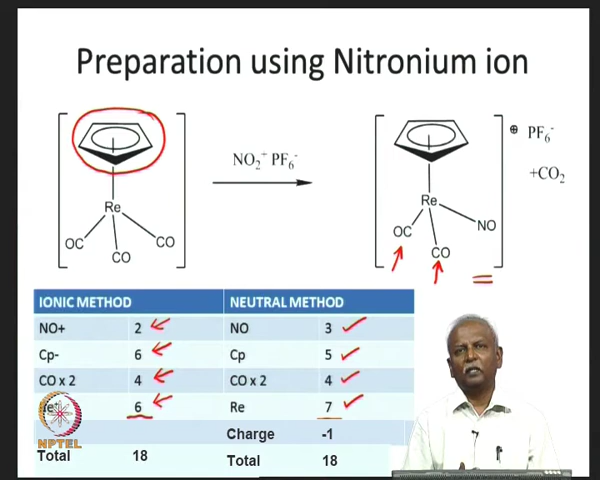 Preparation using Nitronium ion
Re
OC
CO
CO
NO₂⁺ PF₆⁻
Re
OC
CO
NO
⊕ PF₆⁻
+CO₂
IONIC METHOD NEUTRAL METHOD
NO+ 2 NO 3
Cp- 6 Cp 5
CO x 2 4 CO x 2 4
6 Re 7
Charge -1
Total 18 Total 18
NPTEL